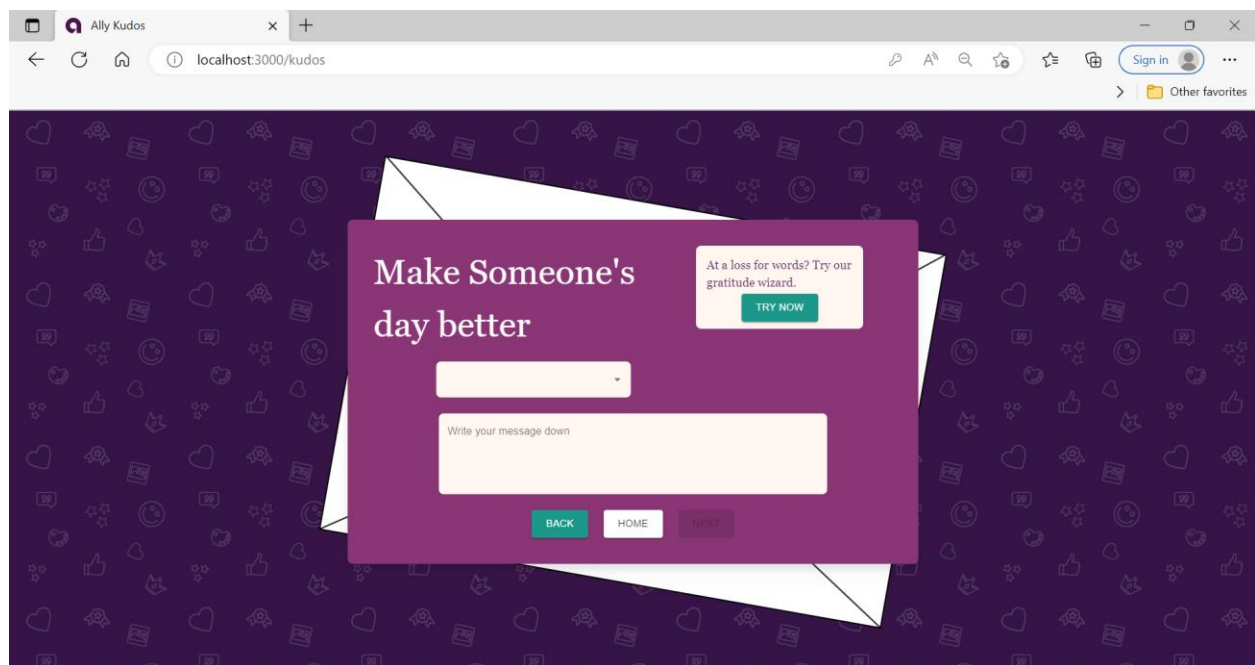 Ally Kudos
localhost:3000/kudos
Sign in
Other favorites
Make Someone's
day better
At a loss for words? Try our
gratitude wizard.
TRY NOW
Write your message down
BACK
HOME
NEXT